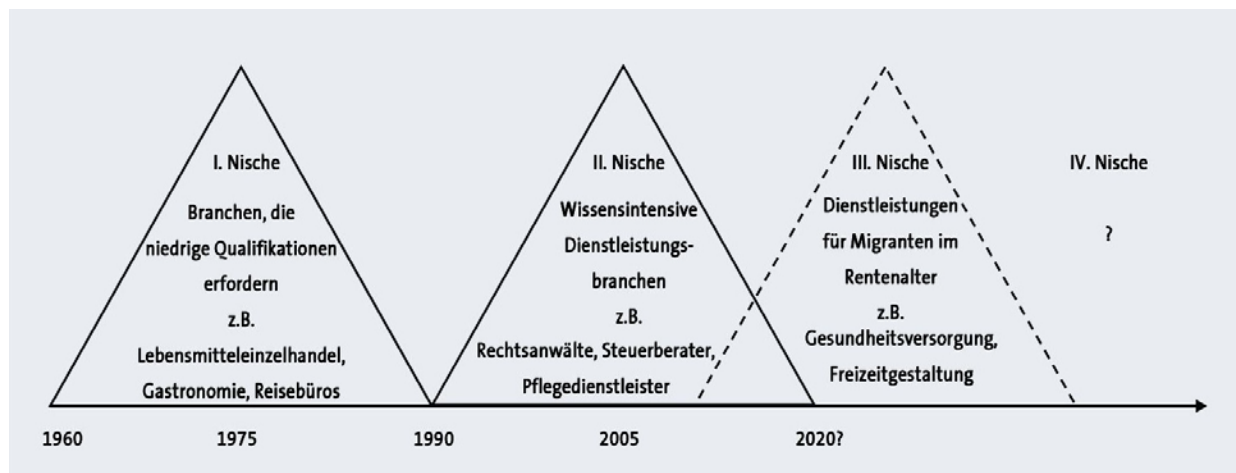 I. Nische
Branchen, die
niedrige Qualifikationen
erfordern
z.B.
Lebensmitteleinzelhandel,
Gastronomie, Reisebüros
II. Nische
Wissensintensive
Dienstleistungs-
branchen
z.B.
Rechtsanwälte, Steuerberater,
Pflegedienstleister
III. Nische
Dienstleistungen
für Migranten im
Rentenalter
z.B.
Gesundheitsversorgung,
Freizeitgestaltung
IV. Nische
?
1960
1975
1990
2005
2020?